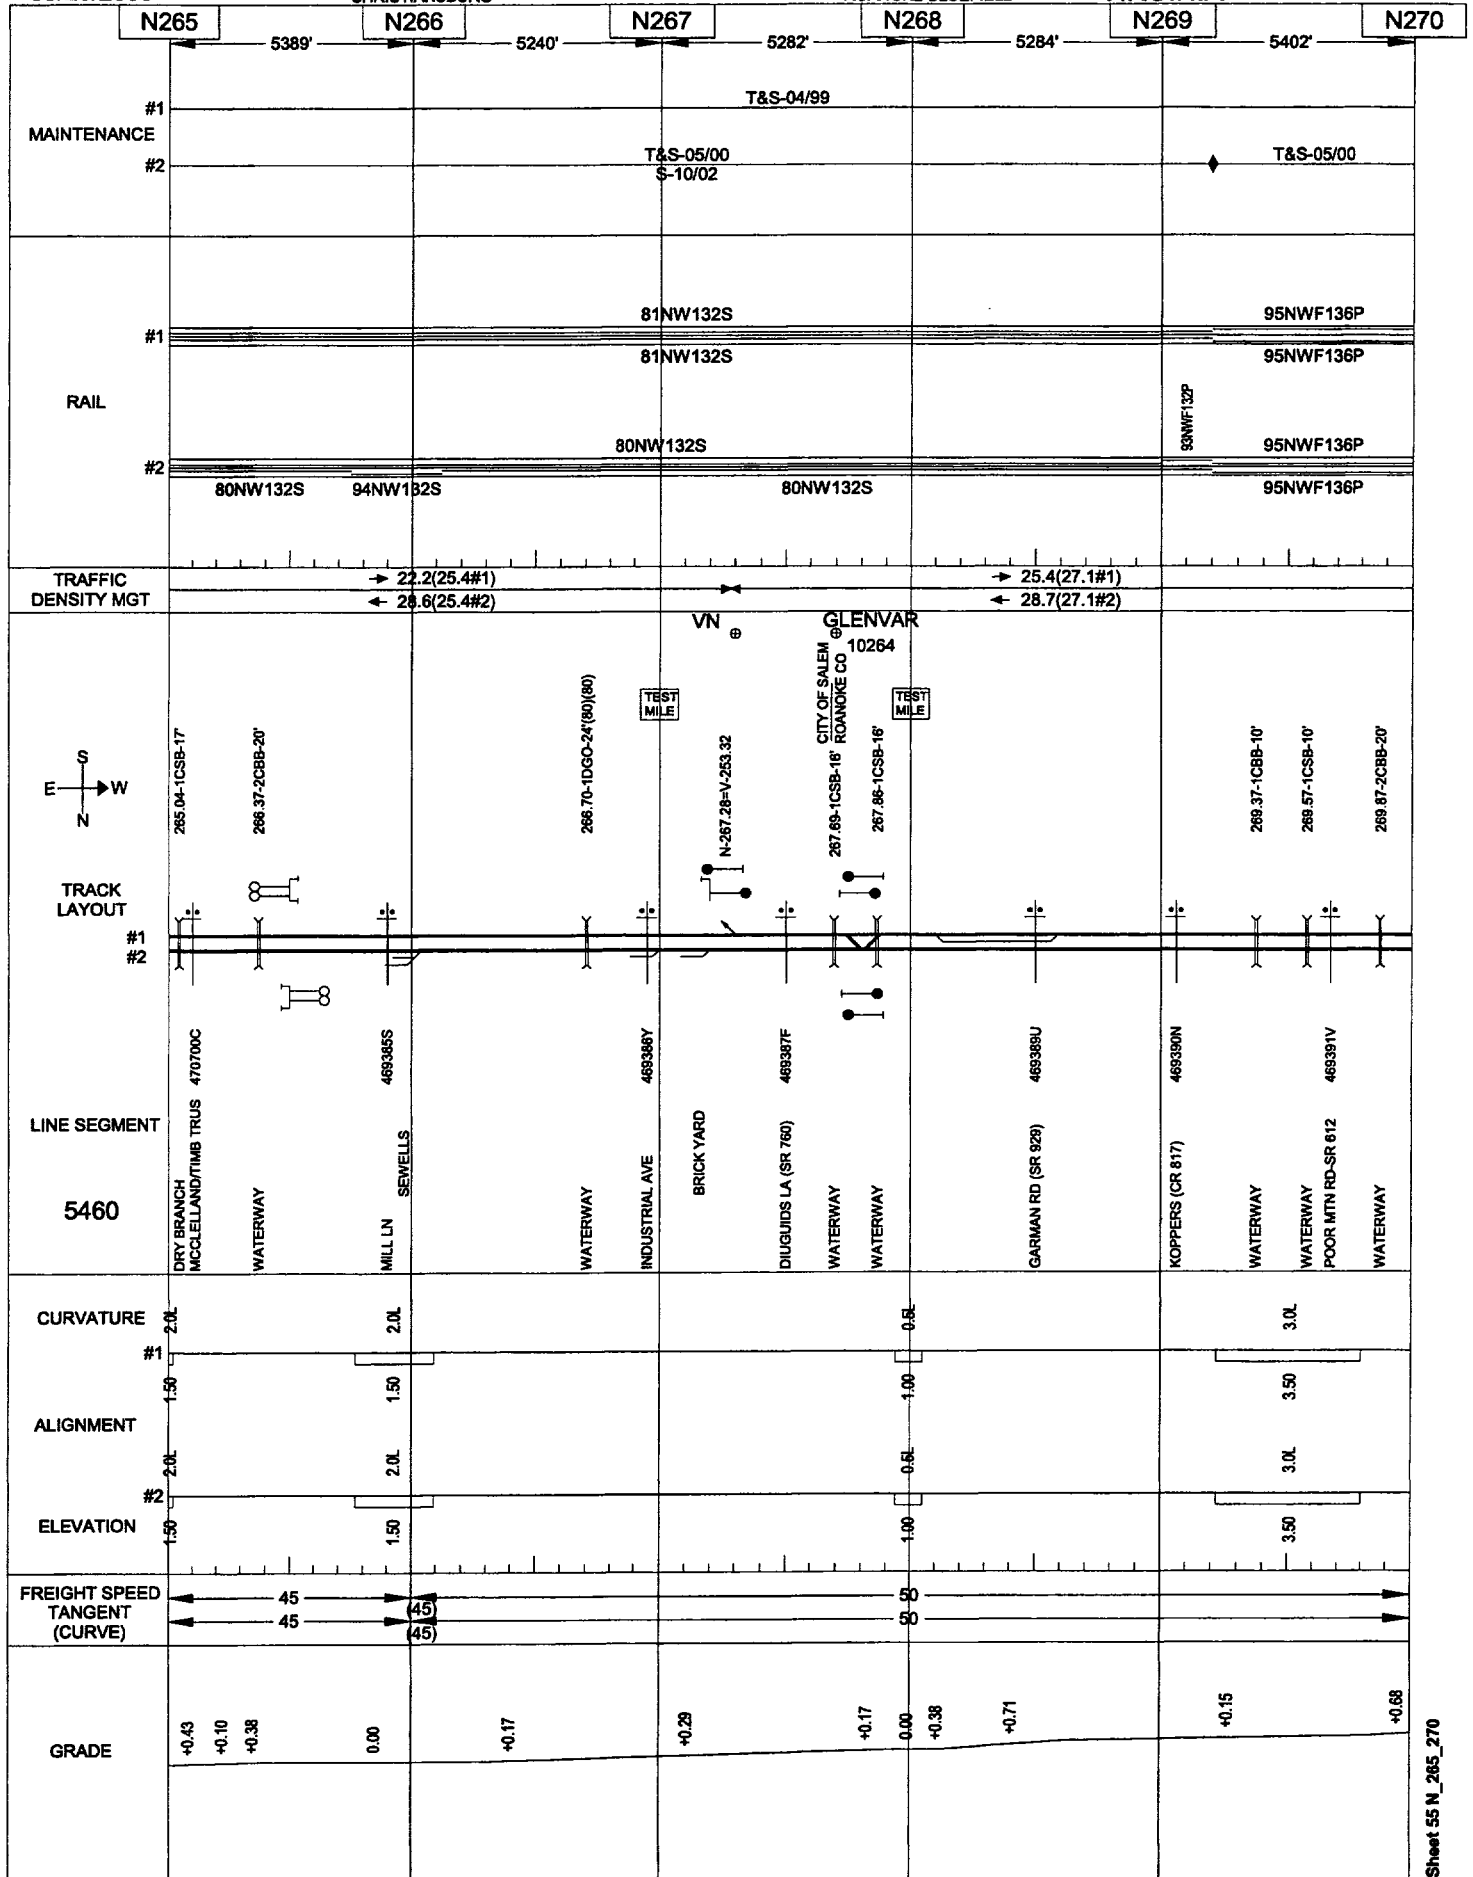 N265 N266 N267 N268 N269 N270
5389' 5240' 5282' 5284' 5402'
#1 T&S-04/99
MAINTENANCE
#2 T&S-05/00 T&S-05/00
S-10/02
81NW132S 95NWF136P
#1
81NW132S 95NWF136P
RAIL
93NWF132P
80NW132S 95NWF136P
#2
80NW132S 94NW132S 80NW132S 95NWF136P
TRAFFIC
DENSITY MGT
22.2(25.4#1) 25.4(27.1#1)
28.6(25.4#2) 28.7(27.1#2)
VN GLENVAR
10264
CITY OF SALEM
ROANOKE CO
TEST
MILE
TEST
MILE
S
E W
N
265.04-1CSB-17'
266.37-2CBB-20'
266.70-1DGO-24'(80)(80)
N-267.28=V-253.32
267.69-1CSB-16'
267.86-1CSB-16'
269.37-1CBB-10'
269.57-1CSB-10'
269.87-2CBB-20'
TRACK
LAYOUT
#1
#2
470700C
469385S
469386Y
469387F
469389U
469390N
469391V
LINE SEGMENT
5460
DRY BRANCH
MCCLELLAND/TIMB TRUS
WATERWAY
MILL LN
SEWELLS
WATERWAY
INDUSTRIAL AVE
BRICK YARD
DIUGUIDS LA (SR 760)
WATERWAY
WATERWAY
GARMAN RD (SR 929)
KOPPERS (CR 817)
WATERWAY
WATERWAY
POOR MTN RD-SR 612
WATERWAY
CURVATURE
2.0L 2.0L 0.5L 3.0L
#1
1.50 1.50 1.00 3.50
ALIGNMENT
2.0L 2.0L 0.5L 3.0L
#2
1.50 1.50 1.00 3.50
ELEVATION
FREIGHT SPEED
TANGENT
(CURVE)
45 50
(45)
45 50
(45)
GRADE
+0.43 +0.10 +0.38 0.00 +0.17 +0.29 +0.17 0.00 +0.38 +0.71 +0.15 +0.68
Sheet 55 N_265_270